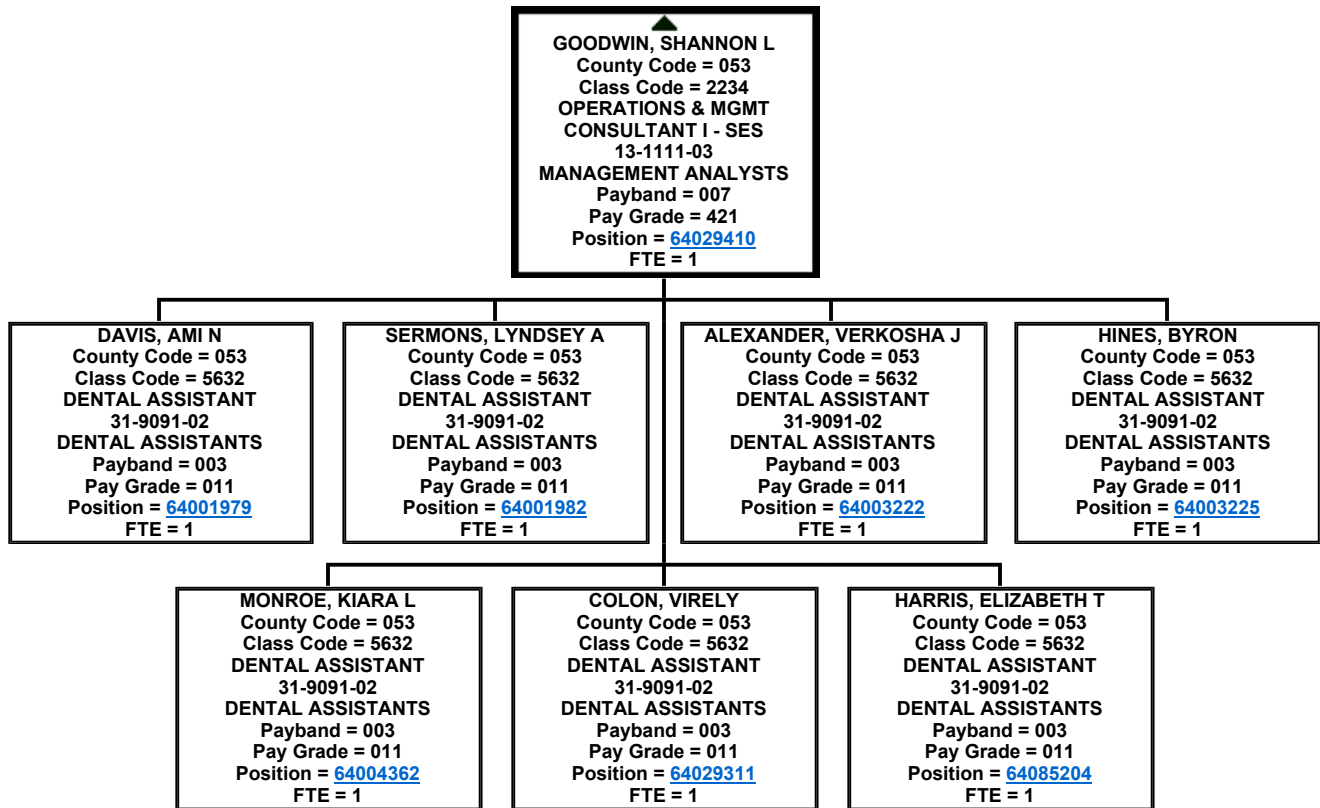 GOODWIN, SHANNON L
County Code = 053
Class Code = 2234
OPERATIONS & MGMT
CONSULTANT I - SES
13-1111-03
MANAGEMENT ANALYSTS
Payband = 007
Pay Grade = 421
Position = 64029410
FTE = 1
DAVIS, AMI N
County Code = 053
Class Code = 5632
DENTAL ASSISTANT
31-9091-02
DENTAL ASSISTANTS
Payband = 003
Pay Grade = 011
Position = 64001979
FTE = 1
SERMONS, LYNDSEY A
County Code = 053
Class Code = 5632
DENTAL ASSISTANT
31-9091-02
DENTAL ASSISTANTS
Payband = 003
Pay Grade = 011
Position = 64001982
FTE = 1
ALEXANDER, VERKOSHA J
County Code = 053
Class Code = 5632
DENTAL ASSISTANT
31-9091-02
DENTAL ASSISTANTS
Payband = 003
Pay Grade = 011
Position = 64003222
FTE = 1
HINES, BYRON
County Code = 053
Class Code = 5632
DENTAL ASSISTANT
31-9091-02
DENTAL ASSISTANTS
Payband = 003
Pay Grade = 011
Position = 64003225
FTE = 1
MONROE, KIARA L
County Code = 053
Class Code = 5632
DENTAL ASSISTANT
31-9091-02
DENTAL ASSISTANTS
Payband = 003
Pay Grade = 011
Position = 64004362
FTE = 1
COLON, VIRELY
County Code = 053
Class Code = 5632
DENTAL ASSISTANT
31-9091-02
DENTAL ASSISTANTS
Payband = 003
Pay Grade = 011
Position = 64029311
FTE = 1
HARRIS, ELIZABETH T
County Code = 053
Class Code = 5632
DENTAL ASSISTANT
31-9091-02
DENTAL ASSISTANTS
Payband = 003
Pay Grade = 011
Position = 64085204
FTE = 1